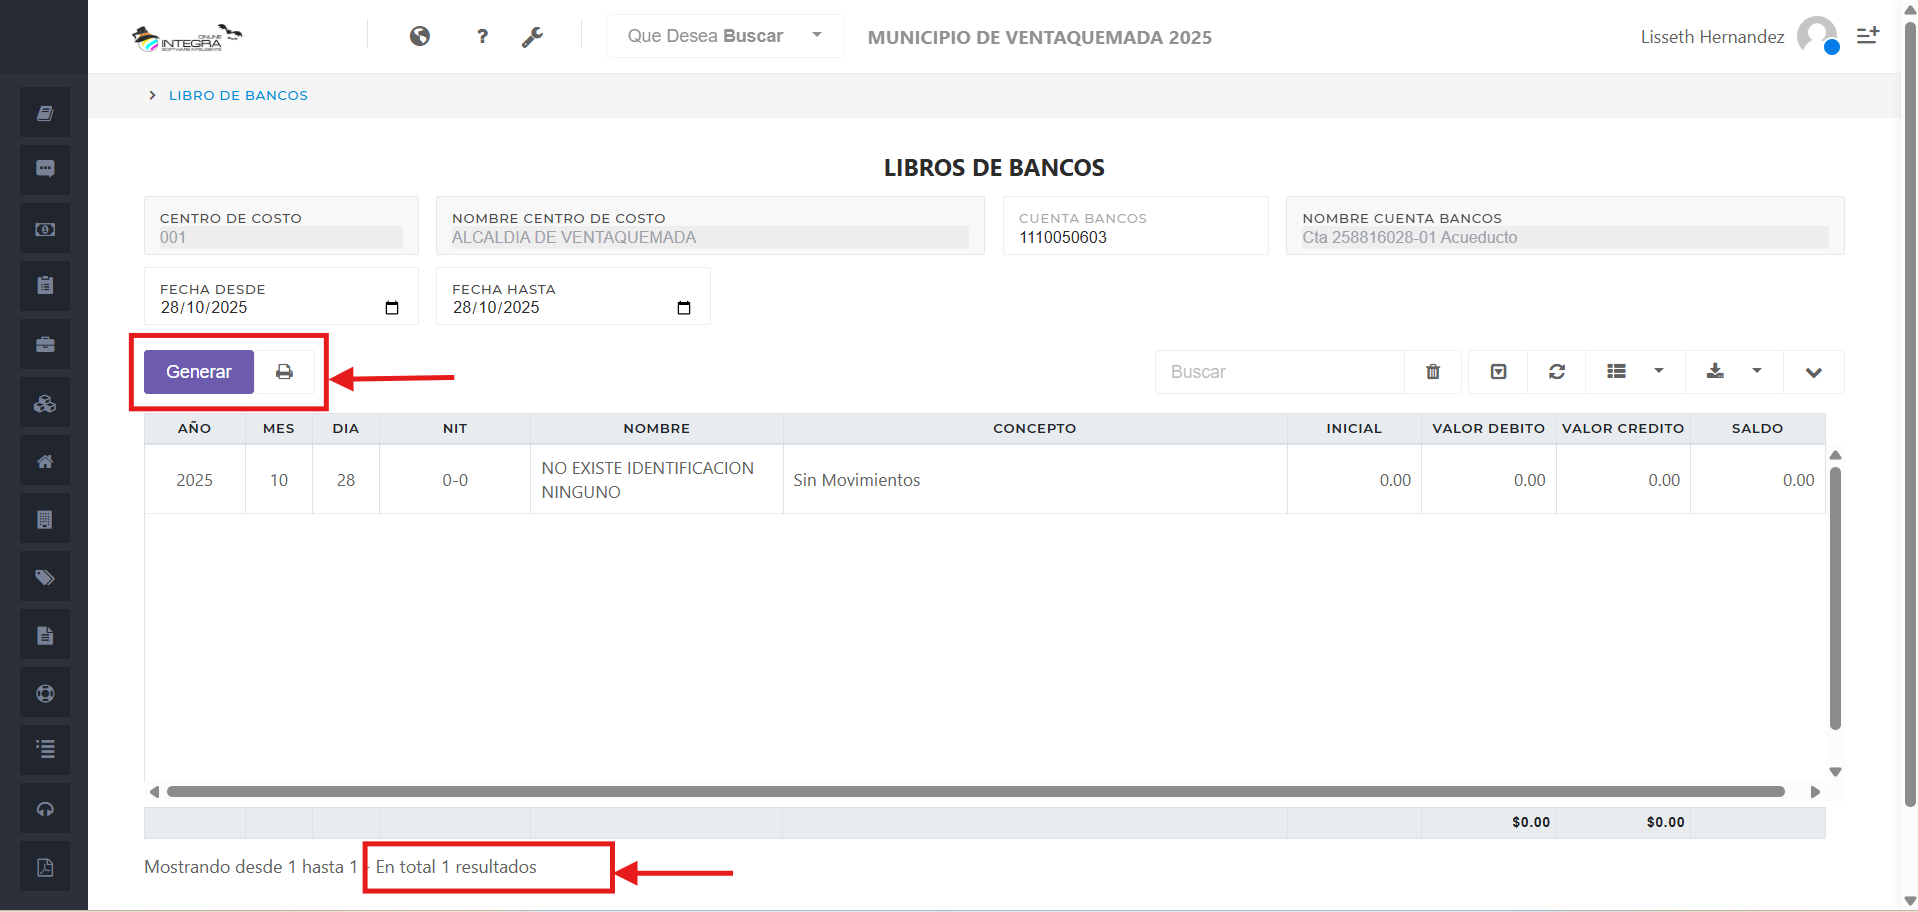 ONLINE
INTEGRA
SOFTWARE INTELIGENTE
?
Que Desea Buscar
MUNICIPIO DE VENTAQUEMADA 2025
Lisseth Hernandez
LIBRO DE BANCOS
LIBROS DE BANCOS
CENTRO DE COSTO
001
NOMBRE CENTRO DE COSTO
ALCALDIA DE VENTAQUEMADA
CUENTA BANCOS
1110050603
NOMBRE CUENTA BANCOS
Cta 258816028-01 Acueducto
FECHA DESDE
28/10/2025
FECHA HASTA
28/10/2025
Generar
Buscar
AÑO MES DIA NIT NOMBRE CONCEPTO INICIAL VALOR DEBITO VALOR CREDITO SALDO
2025 10 28 0-0 NO EXISTE IDENTIFICACION NINGUNO Sin Movimientos 0.00 0.00 0.00 0.00
$0.00 $0.00
Mostrando desde 1 hasta 1 - En total 1 resultados